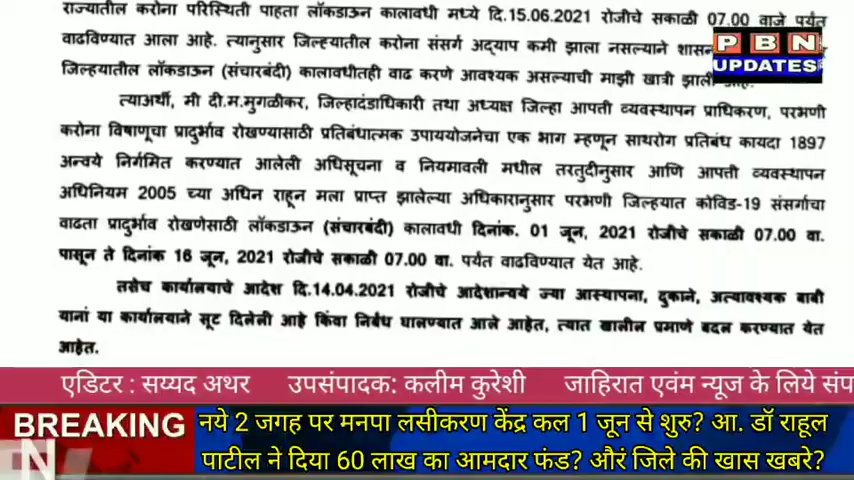 राज्यातील करोना परिस्थिती पाहता लॉकडाऊन कालावधी मध्ये दि.15.06.2021 रोजीचे सकाळी 07.00 वाजे पर्यंत
वाढविण्यात आला आहे. त्यानुसार जिल्हयातील करोना संसर्ग अद्याप कमी झाला नसल्याने शासन
PBN
UPDATES
जिल्हयातील लॉकडाऊन (संचारबंदी) कालावधीतही वाढ करणे आवश्यक असल्याची माझी खात्री झाली आहे.
त्याअर्थी, मी दी.म.मुगळीकर, जिल्हादंडाधिकारी तथा अध्यक्ष जिल्हा आपत्ती व्यवस्थापन प्राधिकरण, परभणी
करोना विषाणूचा प्रादुर्भाव रोखण्यासाठी प्रतिबंधात्मक उपाययोजनेचा एक भाग म्हणून साथरोग प्रतिबंध कायदा 1897
अन्वये निर्गमित करण्यात आलेली अधिसूचना व नियमावली मधील तरतुदीनुसार आणि आपत्ती व्यवस्थापन
अधिनियम 2005 च्या अधिन राहून मला प्राप्त झालेल्या अधिकारानुसार परभणी जिल्हयात कोविड-19 संसर्गाचा
वाढता प्रादुर्भाव रोखणेसाठी लॉकडाऊन (संचारबंदी) कालावधी दिनांक. 01 जून, 2021 रोजीचे सकाळी 07.00 वा.
पासून ते दिनांक 16 जून, 2021 रोजीचे सकाळी 07.00 वा. पर्यंत वाढविण्यात येत आहे.
तसेच कार्यालयाचे आदेश दि.14.04.2021 रोजीचे आदेशान्वये ज्या आस्थापना, दुकाने, अत्यावश्यक बाबी
यानां या कार्यालयाने सूट दिलेली आहे किंवा निर्बंध घालण्यात आले आहेत, त्यात खालील प्रमाणे बदल करण्यात येत
आहेत.
एडिटर : सय्यद अथर उपसंपादक: कलीम कुरेशी जाहिरात एवंम न्यूज के लिये संप
BREAKING
N
नये 2 जगह पर मनपा लसीकरण केंद्र कल 1 जून से शुरु? आ. डॉ राहूल
पाटील ने दिया 60 लाख का आमदार फंड? औरं जिले की खास खबरे?